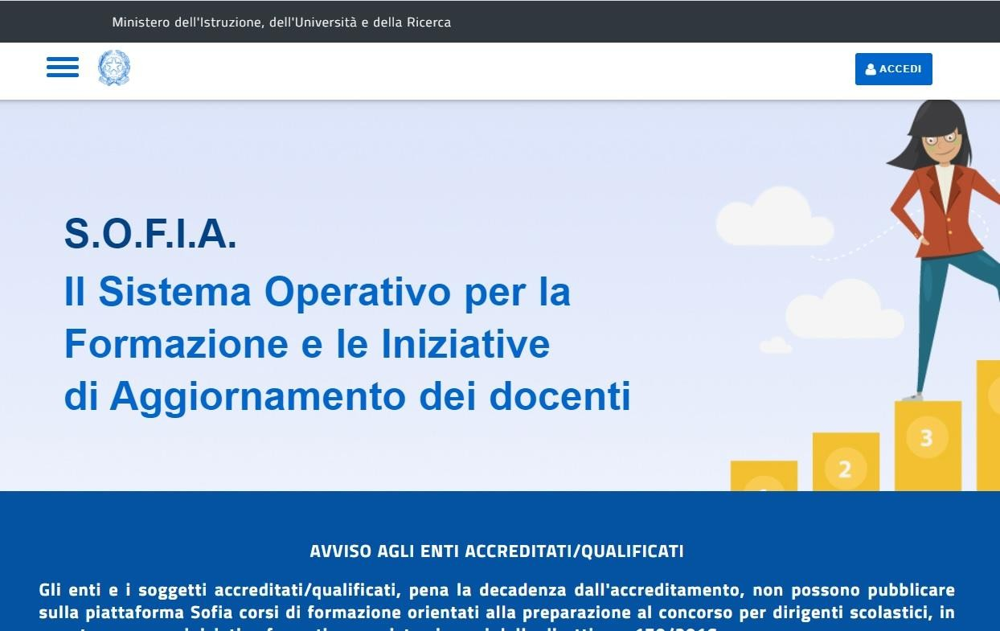 Ministero dell'Istruzione, dell'Università e della Ricerca
ACCEDI
S.O.F.I.A.
Il Sistema Operativo per la
Formazione e le Iniziative
di Aggiornamento dei docenti
2
3
AVVISO AGLI ENTI ACCREDITATI/QUALIFICATI
Gli enti e i soggetti accreditati/qualificati, pena la decadenza dall'accreditamento, non possono pubblicare
sulla piattaforma Sofia corsi di formazione orientati alla preparazione al concorso per dirigenti scolastici, in